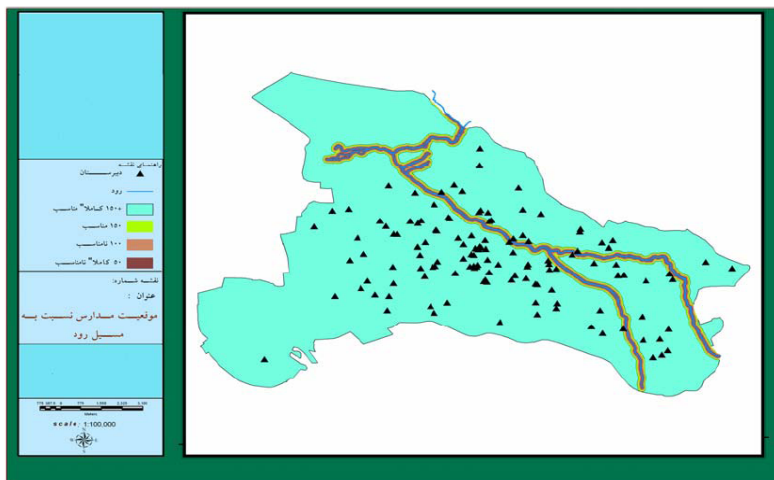 راهنمای نقشه
دبیرستان
رود
۱۵۰+ کاملا" مناسب
۱۵۰ مناسب
۱۰۰ نامناسب
۵۰ کاملا" نامناسب
نقشه شماره:
عنوان :
موقعیت مدارس نسبت به
مسیل رود
Meters
scale: 1:100,000